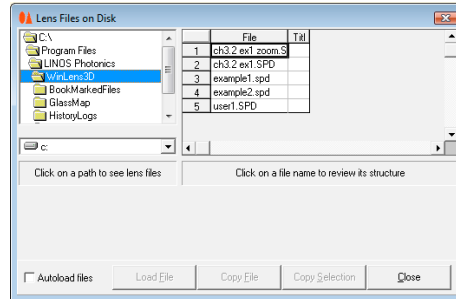 Lens Files on Disk
C:\
Program Files
LINOS Photonics
WinLens3D
BookMarkedFiles
GlassMap
HistoryLogs
c:
File Titl
1 ch3.2 ex1 zoom.S
2 ch3.2 ex1.SPD
3 example1.spd
4 example2.spd
5 user1.SPD
Click on a path to see lens files
Click on a file name to review its structure
Autoload files
Load File
Copy File
Copy Selection
Close